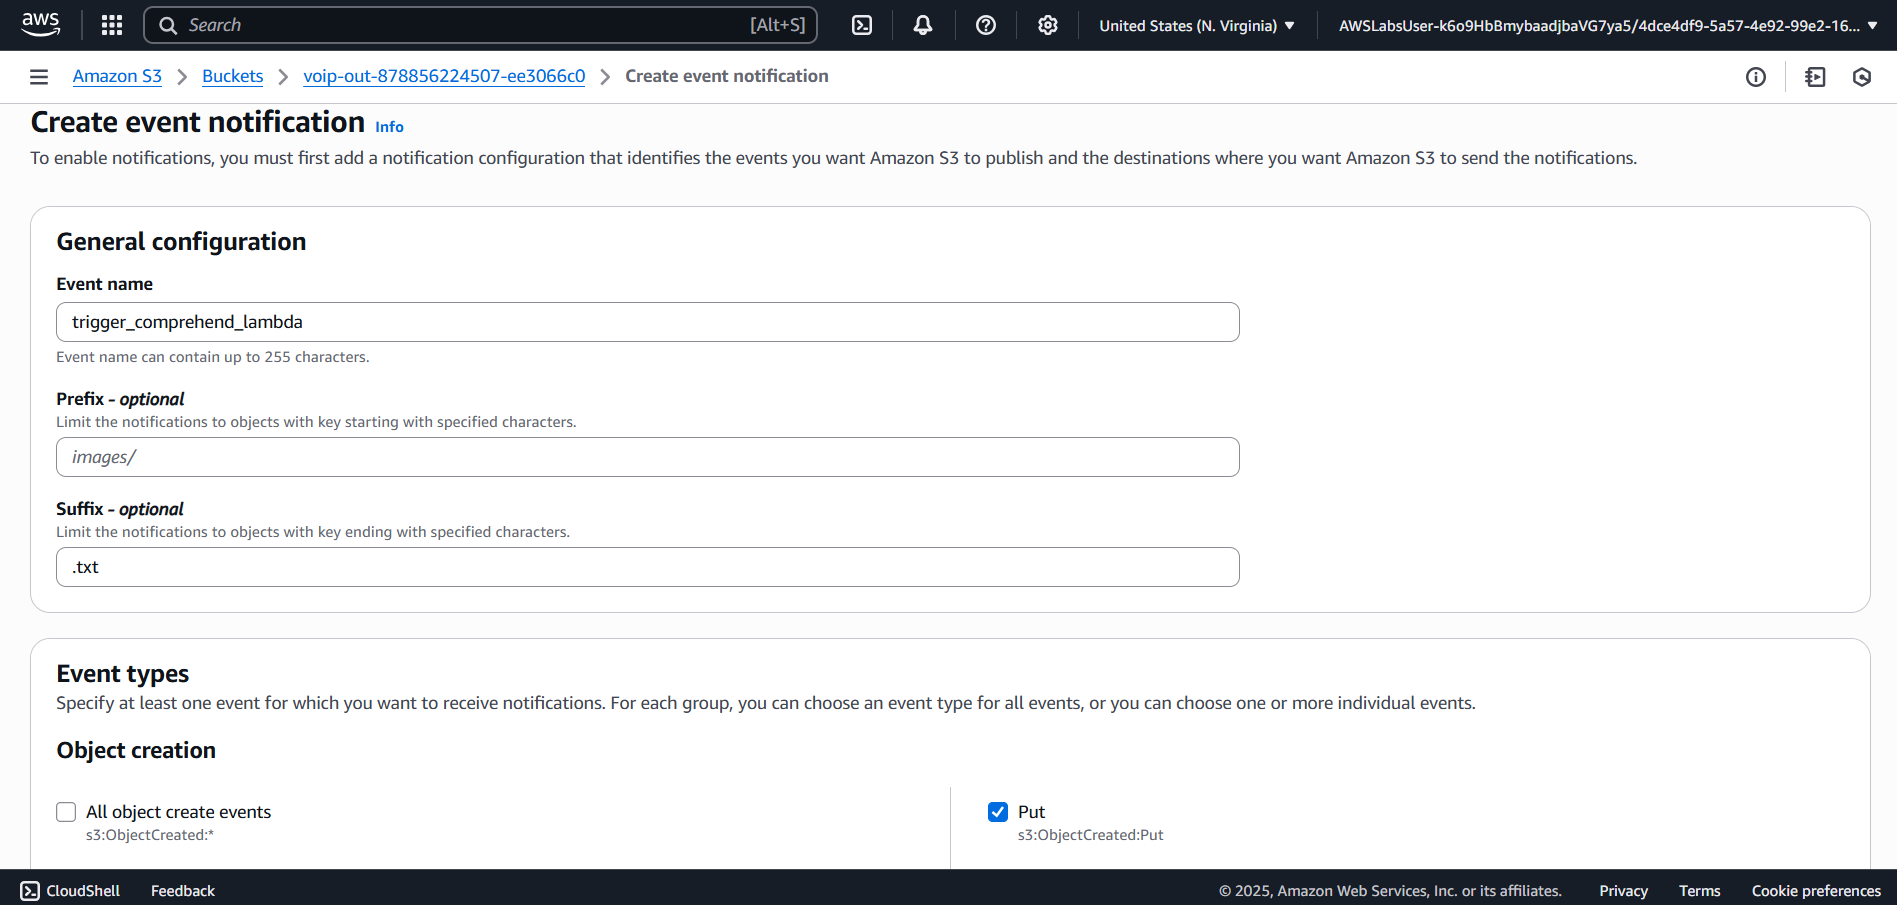 aws
Search [Alt+S] United States (N. Virginia) AWSLabsUser-k6o9HbBmybaadjbaVG7ya5/4dce4df9-5a57-4e92-99e2-16...
Amazon S3 > Buckets > voip-out-878856224507-ee3066c0 > Create event notification
Create event notification Info
To enable notifications, you must first add a notification configuration that identifies the events you want Amazon S3 to publish and the destinations where you want Amazon S3 to send the notifications.
General configuration
Event name
trigger_comprehend_lambda
Event name can contain up to 255 characters.
Prefix - optional
Limit the notifications to objects with key starting with specified characters.
images/
Suffix - optional
Limit the notifications to objects with key ending with specified characters.
.txt
Event types
Specify at least one event for which you want to receive notifications. For each group, you can choose an event type for all events, or you can choose one or more individual events.
Object creation
All object create events
s3:ObjectCreated:*
Put
s3:ObjectCreated:Put
CloudShell Feedback © 2025, Amazon Web Services, Inc. or its affiliates. Privacy Terms Cookie preferences